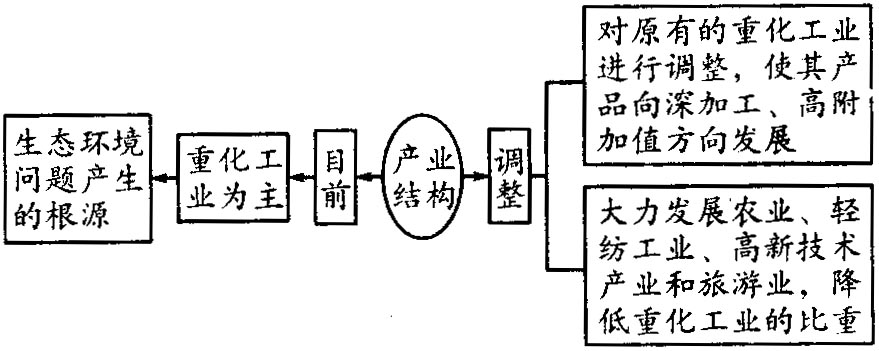 生态环境
问题产生
的根源
重化工
业为主
目
前
产业
结构
调
整
对原有的重化工业
进行调整，使其产
品向深加工、高附
加值方向发展
大力发展农业、轻
纺工业、高新技术
产业和旅游业，降
低重化工业的比重